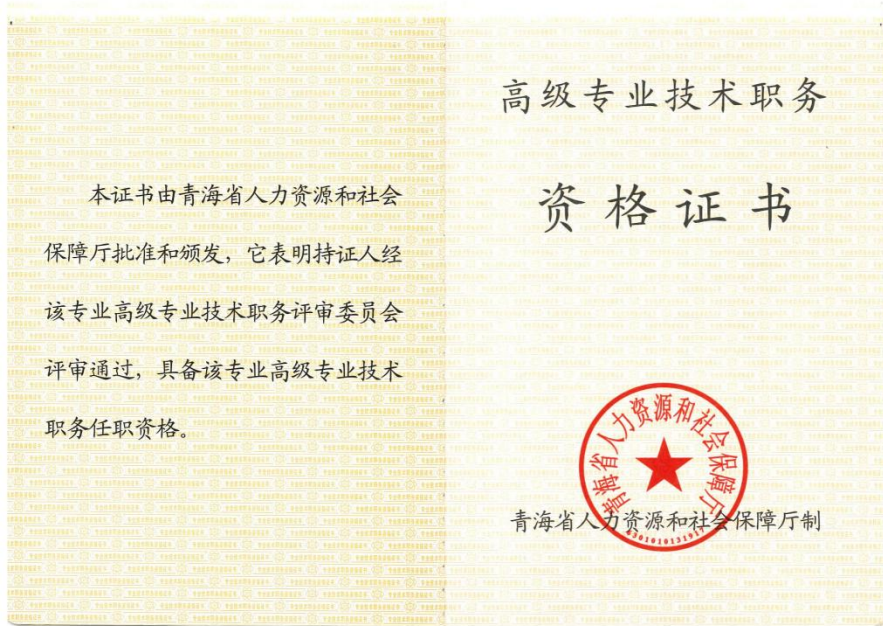 本证书由青海省人力资源和社会
保障厅批准和颁发，它表明持证人经
该专业高级专业技术职务评审委员会
评审通过，具备该专业高级专业技术
职务任职资格。
高级专业技术职务
资格证书
青海省人力资源和社会保障厅
青海省人力资源和社会保障厅制